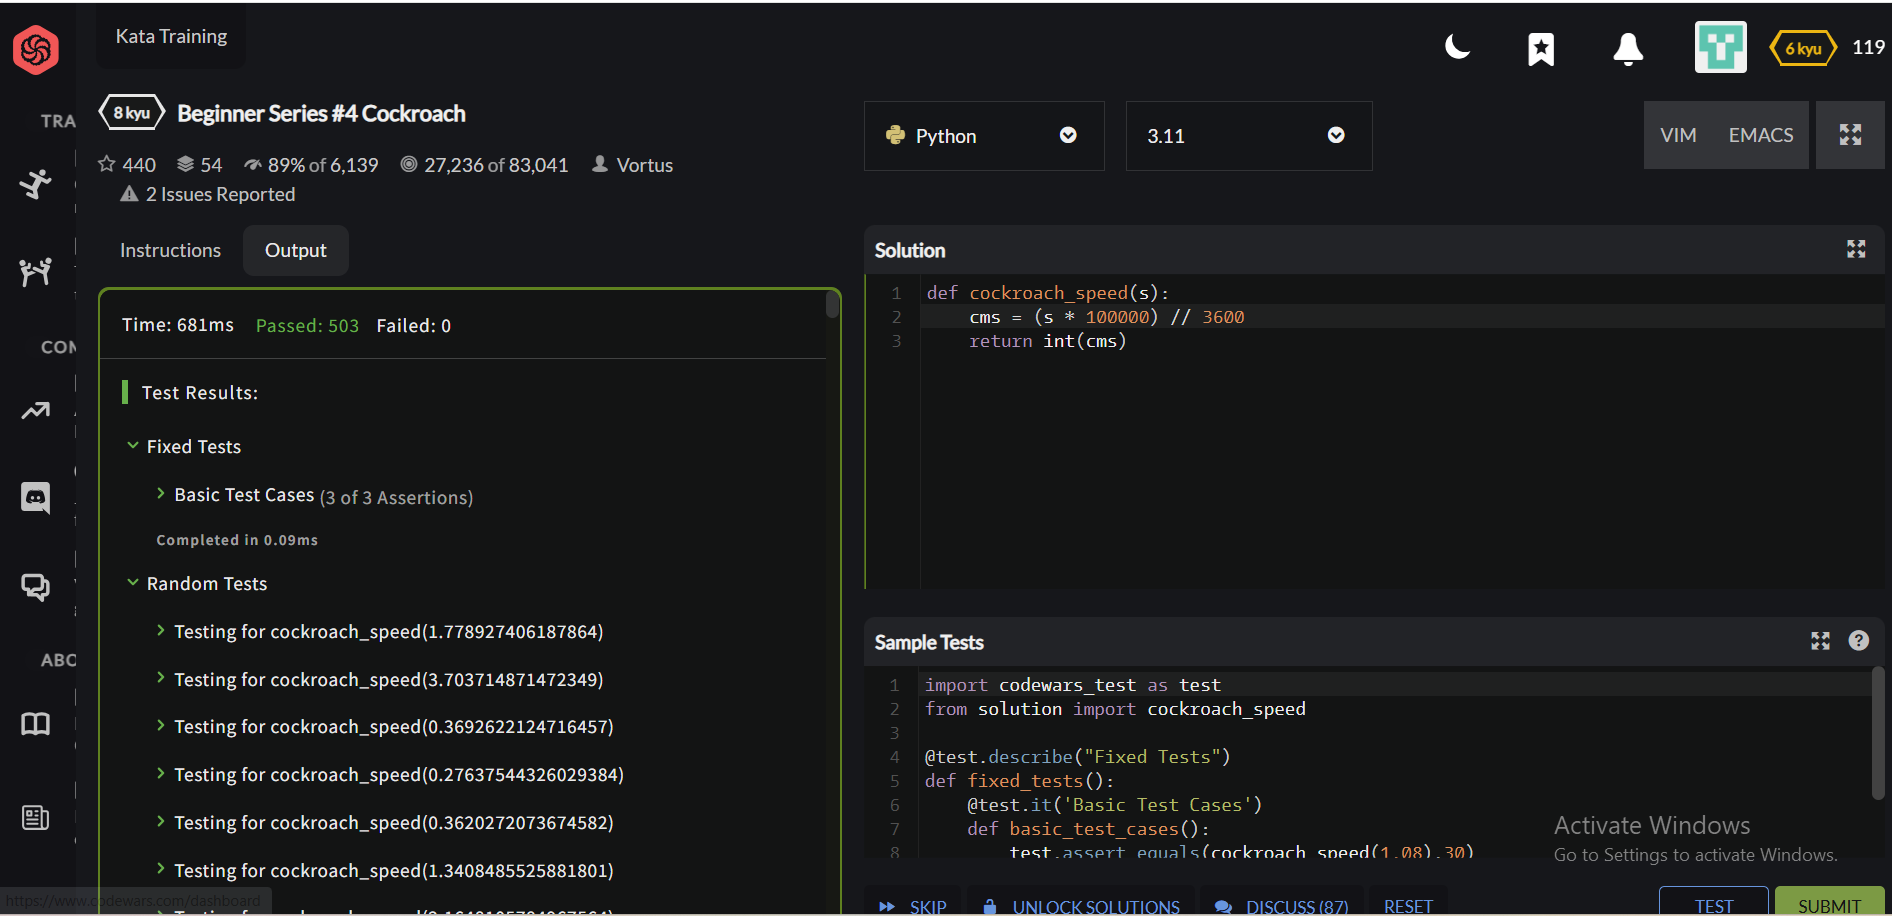 Kata Training
6 kyu
119
TRA
8 kyu
Beginner Series #4 Cockroach
440 54 89% of 6,139 27,236 of 83,041 Vortus
2 Issues Reported
Python
3.11
VIM EMACS
Instructions
Output
Time: 681ms Passed: 503 Failed: 0
Test Results:
Fixed Tests
Basic Test Cases (3 of 3 Assertions)
Completed in 0.09ms
Random Tests
Testing for cockroach_speed(1.778927406187864)
Testing for cockroach_speed(3.703714871472349)
Testing for cockroach_speed(0.3692622124716457)
Testing for cockroach_speed(0.27637544326029384)
Testing for cockroach_speed(0.3620272073674582)
Testing for cockroach_speed(1.3408485525881801)
COM
ABO
https://www.codewars.com/dashboard
Solution
1 def cockroach_speed(s):
2 cms = (s * 100000) // 3600
3 return int(cms)
Sample Tests
1 import codewars_test as test
2 from solution import cockroach_speed
3
4 @test.describe("Fixed Tests")
5 def fixed_tests():
6 @test.it('Basic Test Cases')
7 def basic_test_cases():
8 test.assert_equals(cockroach_speed(1.08),30)
Activate Windows
Go to Settings to activate Windows.
SKIP
UNLOCK SOLUTIONS
DISCUSS (87)
RESET
TEST
SUBMIT